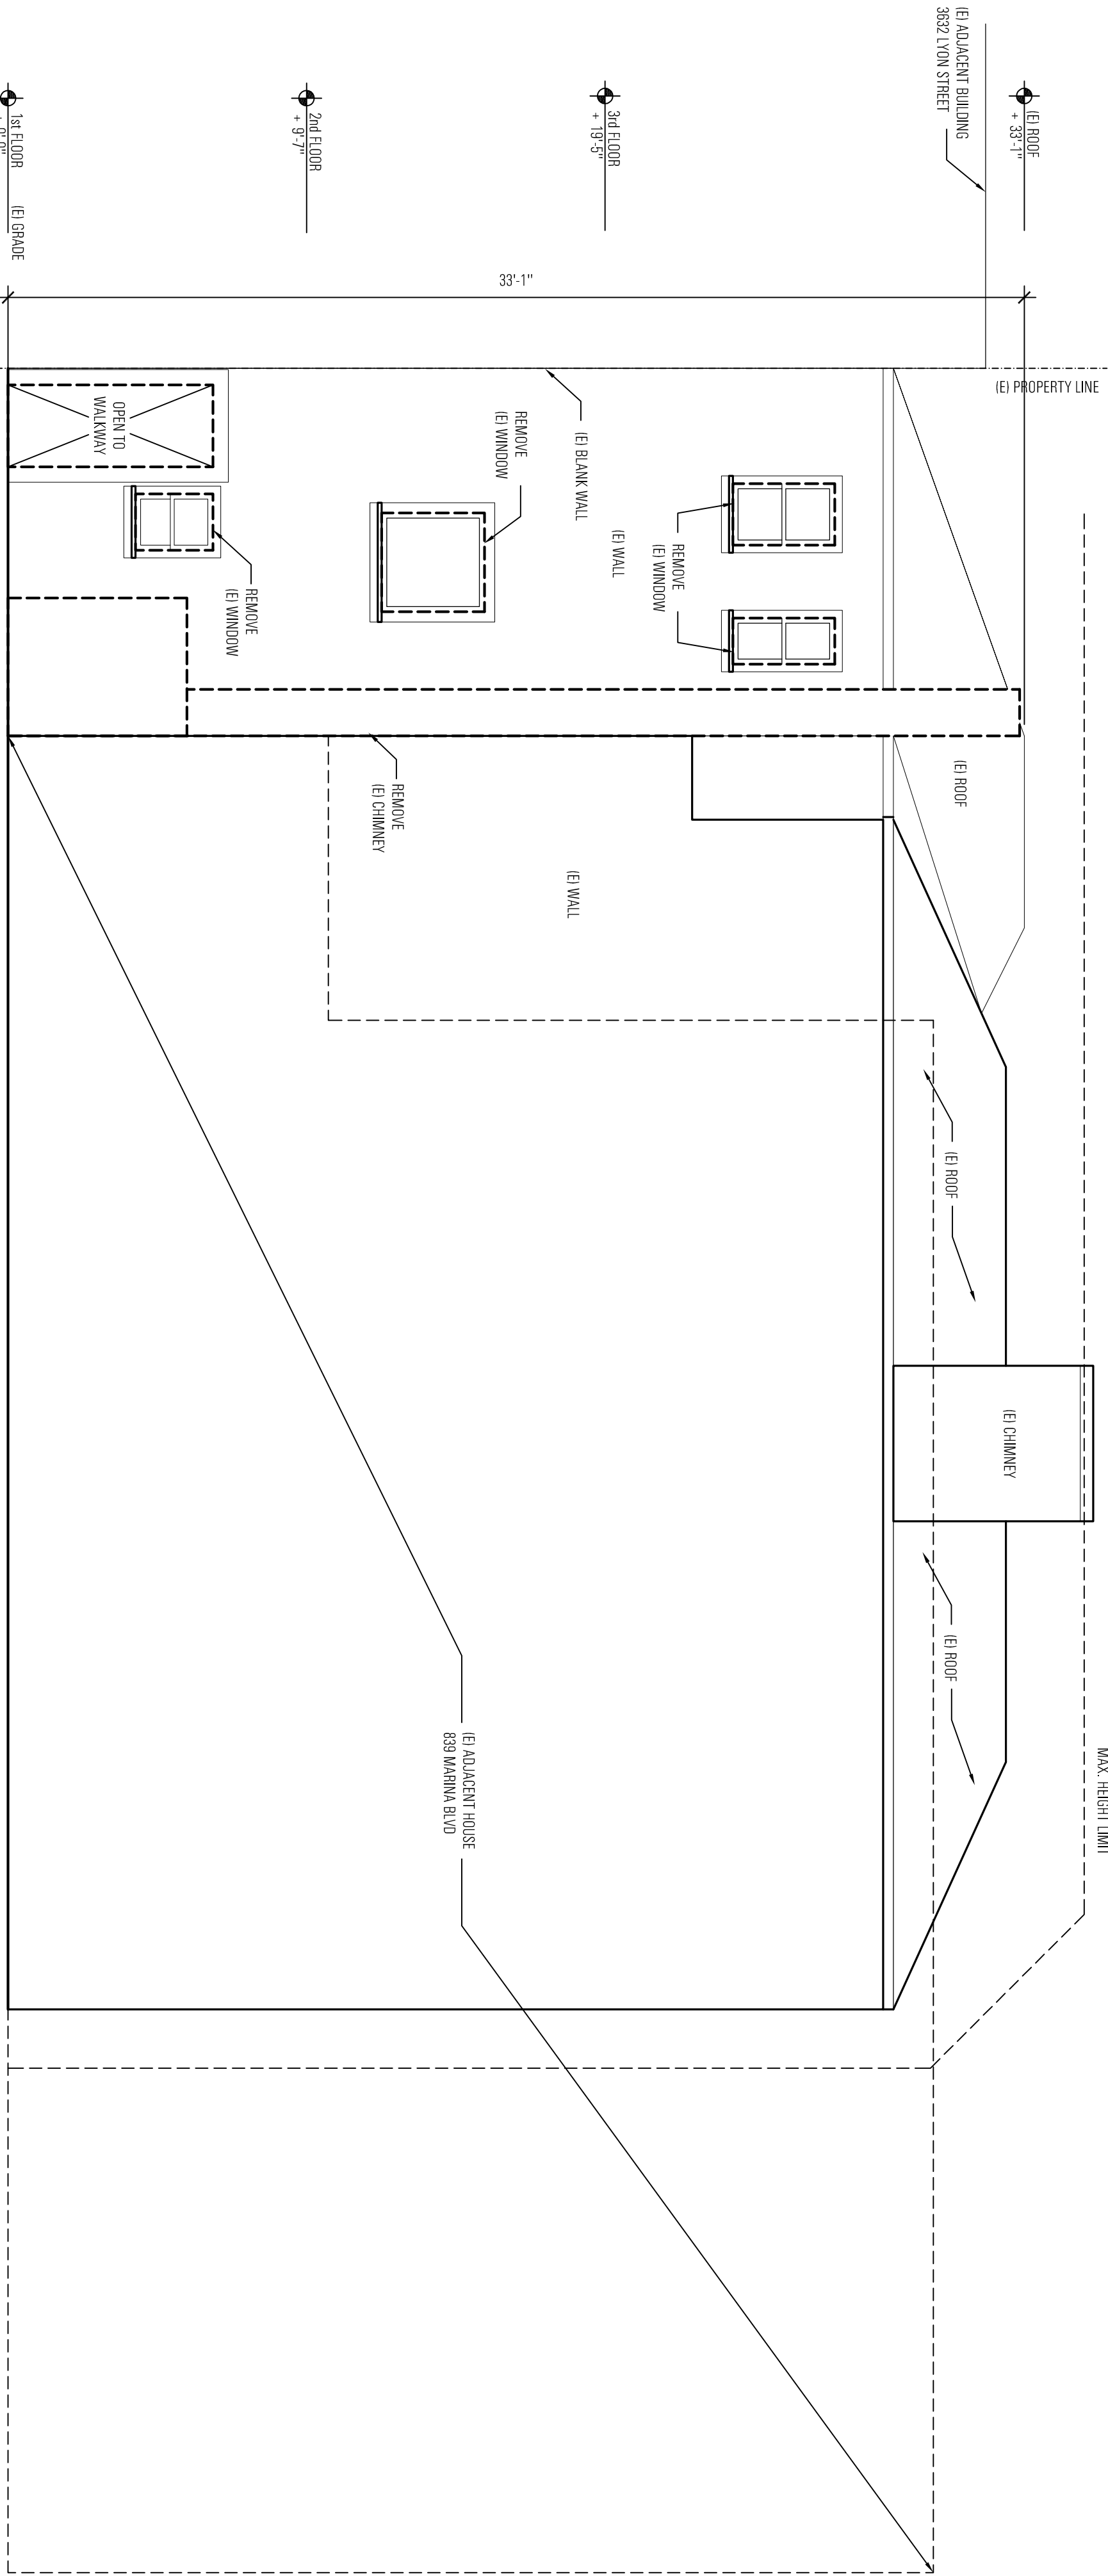 (E) ADJACENT BUILDING
3632 LYON STREET
(E) ROOF
+ 33'-1"
3rd FLOOR
+ 19'-5"
2nd FLOOR
+ 9'-7"
1st FLOOR
(E) GRADE
33'-1"
(E) PROPERTY LINE
OPEN TO
WALKWAY
REMOVE
(E) WINDOW
(E) BLANK WALL
(E) WALL
REMOVE
(E) WINDOW
REMOVE
(E) WINDOW
REMOVE
(E) CHIMNEY
(E) ROOF
(E) WALL
(E) ROOF
(E) CHIMNEY
(E) ROOF
(E) ADJACENT HOUSE
839 MARINA BLVD
MAX. HEIGHT LIMIT